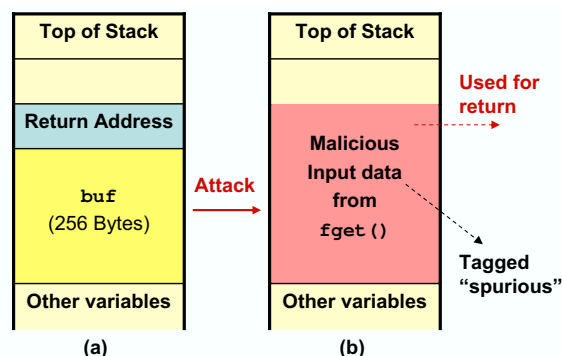 Top of Stack
Return Address
buf
(256 Bytes)
Other variables
(a)
Attack
Top of Stack
Malicious
Input data
from
fget()
Used for
return
Tagged
“spurious”
Other variables
(b)